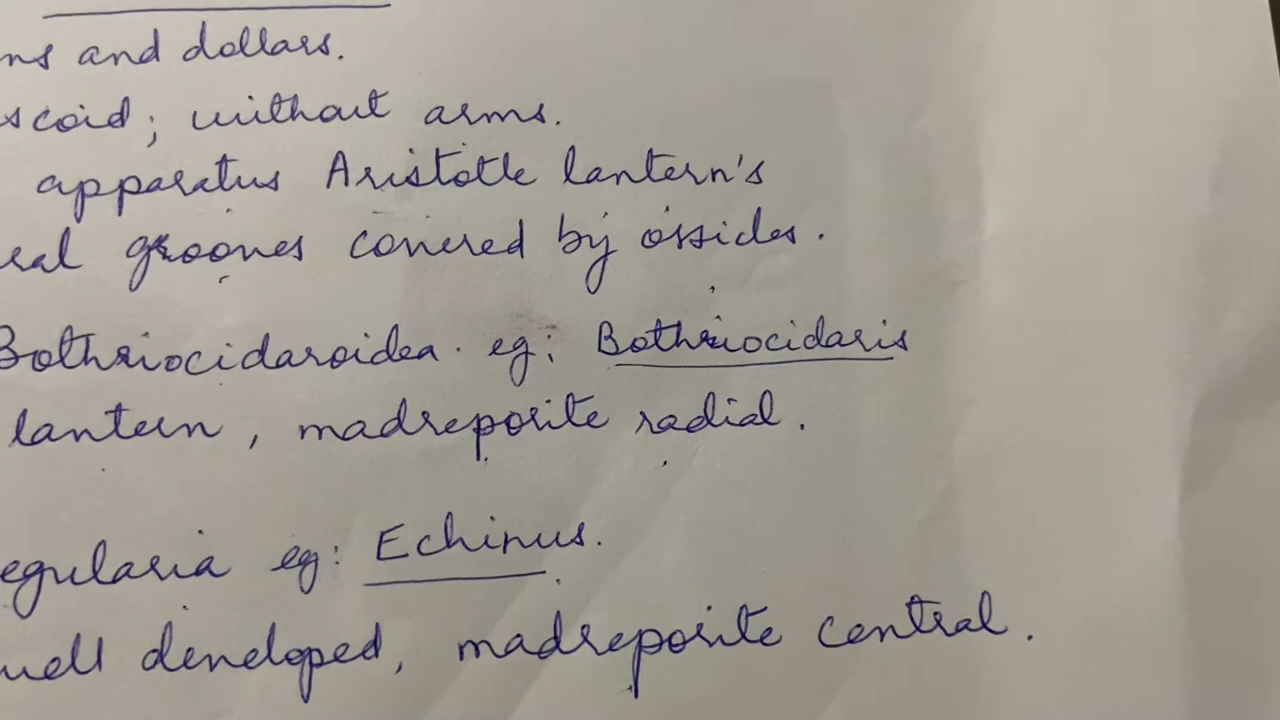 ns and dollars.
scoid; without arms.
apparatus Aristotle lantern's
eal grooves covered by ossicles.
Bothriocidaroidea. eg: Bothriocidaris
lantern, madreporite radial.
egularia eg: Echinus.
well developed, madreporite central.